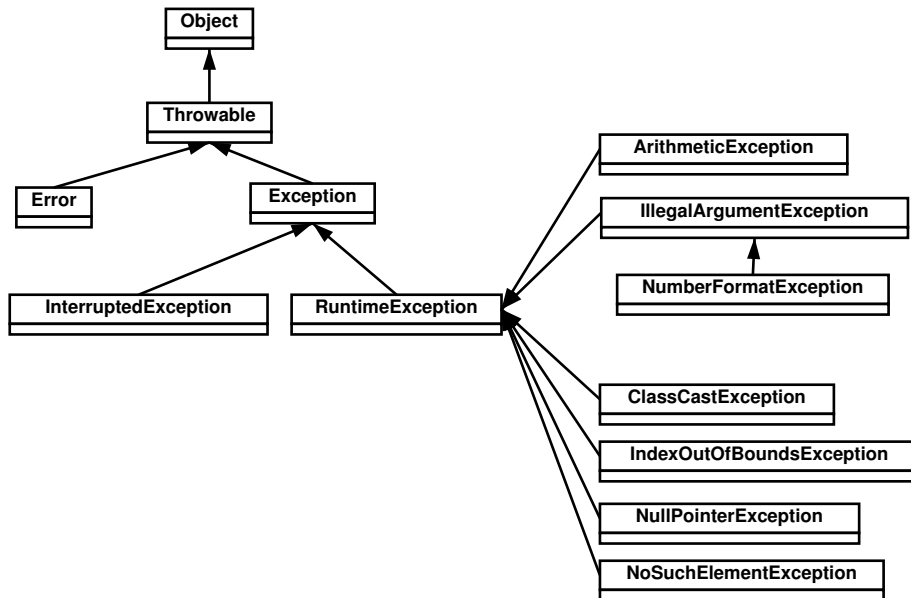 Object
Throwable
Error
Exception
InterruptedException
RuntimeException
ArithmeticException
IllegalArgumentException
NumberFormatException
ClassCastException
IndexOutOfBoundsException
NullPointerException
NoSuchElementException